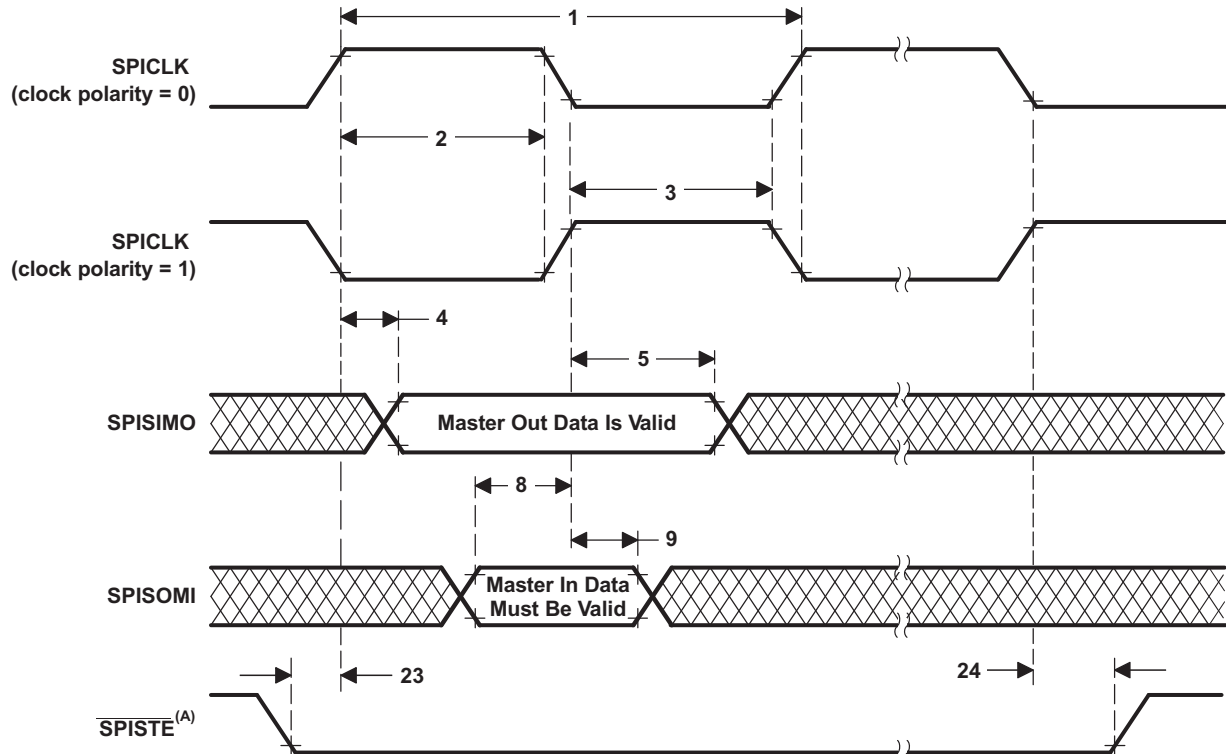 1
SPICLK
(clock polarity = 0)
2
3
SPICLK
(clock polarity = 1)
4
5
SPISIMO
Master Out Data Is Valid
8
9
SPISOMI
Master In Data
Must Be Valid
23
24
SPISTE(A)